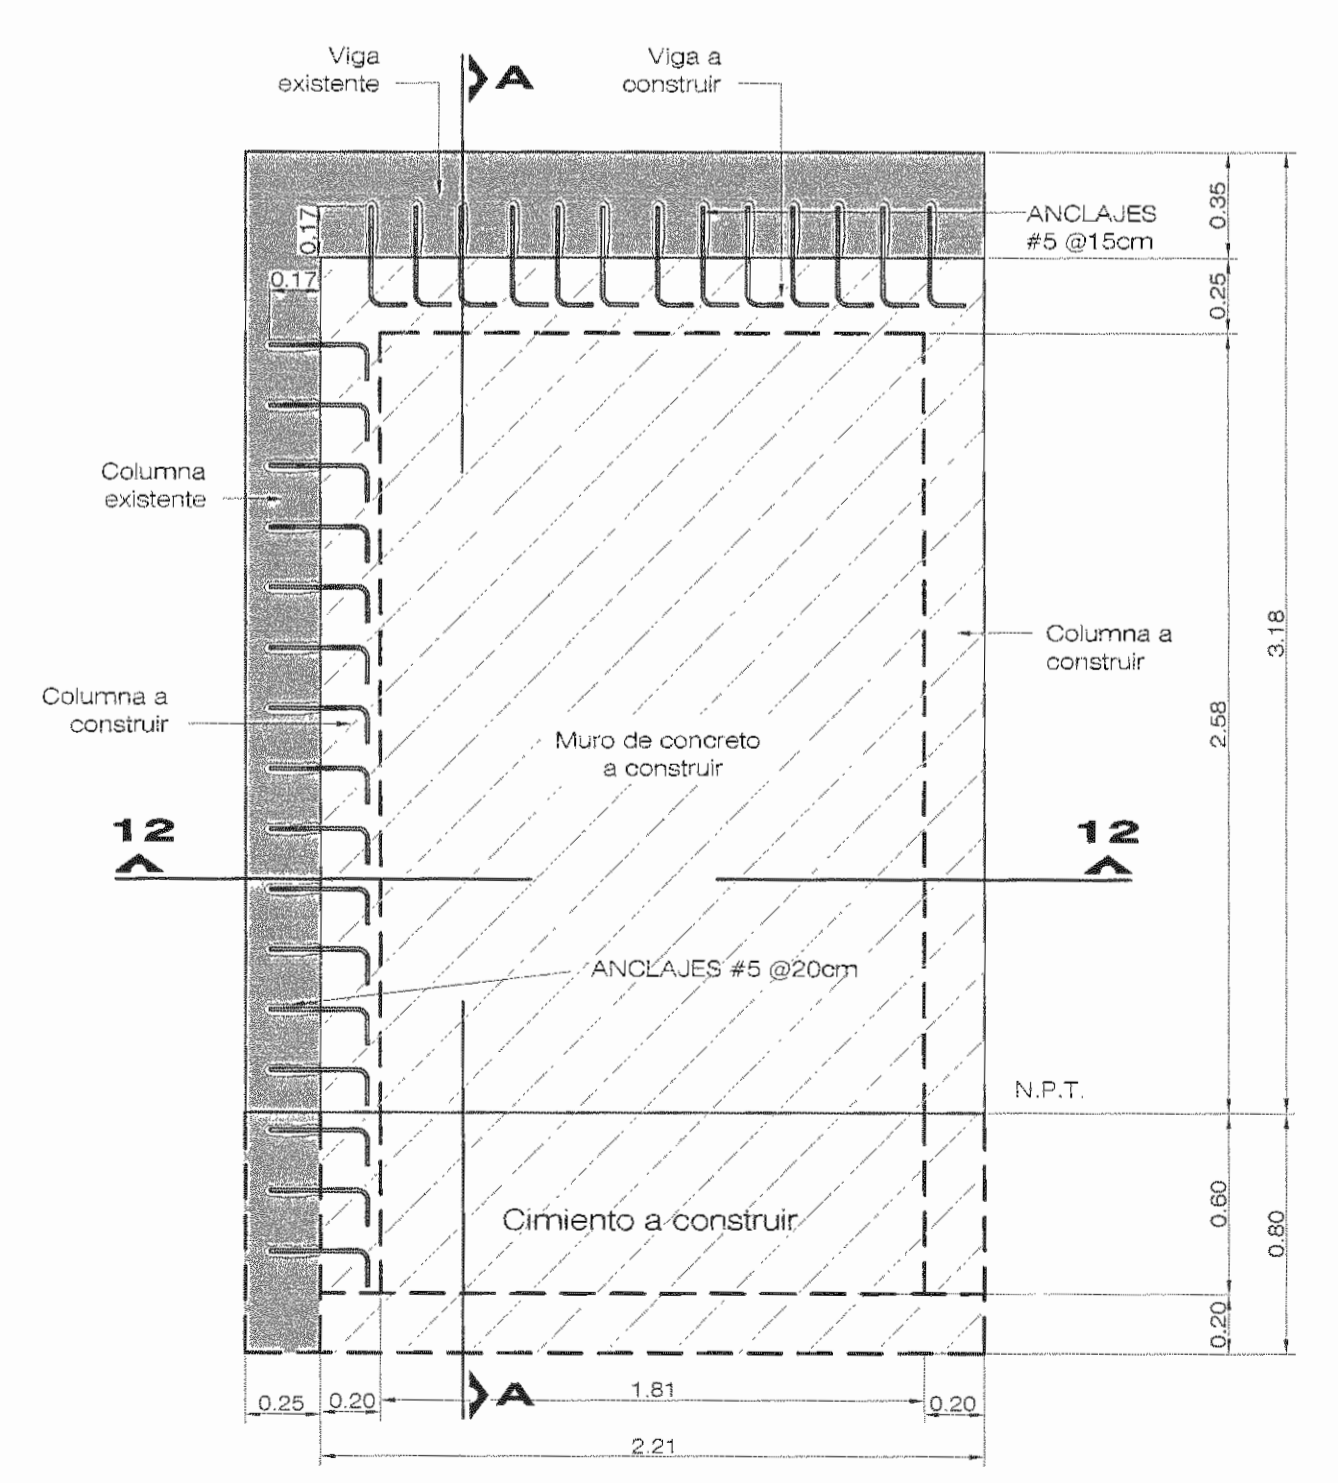 Viga
existente
A
Viga a
construir
ANCLAJES
#5 @15cm
0.35
0.17
0.17
0.25
Columna
existente
Columna a
construir
3.18
Columna a
construir
2.58
Muro de concreto
a construir
12
12
ANCLAJES #5 @20cm
N.P.T.
Cimiento a construir
0.60
0.80
0.20
A
0.25
0.20
1.81
0.20
2.21